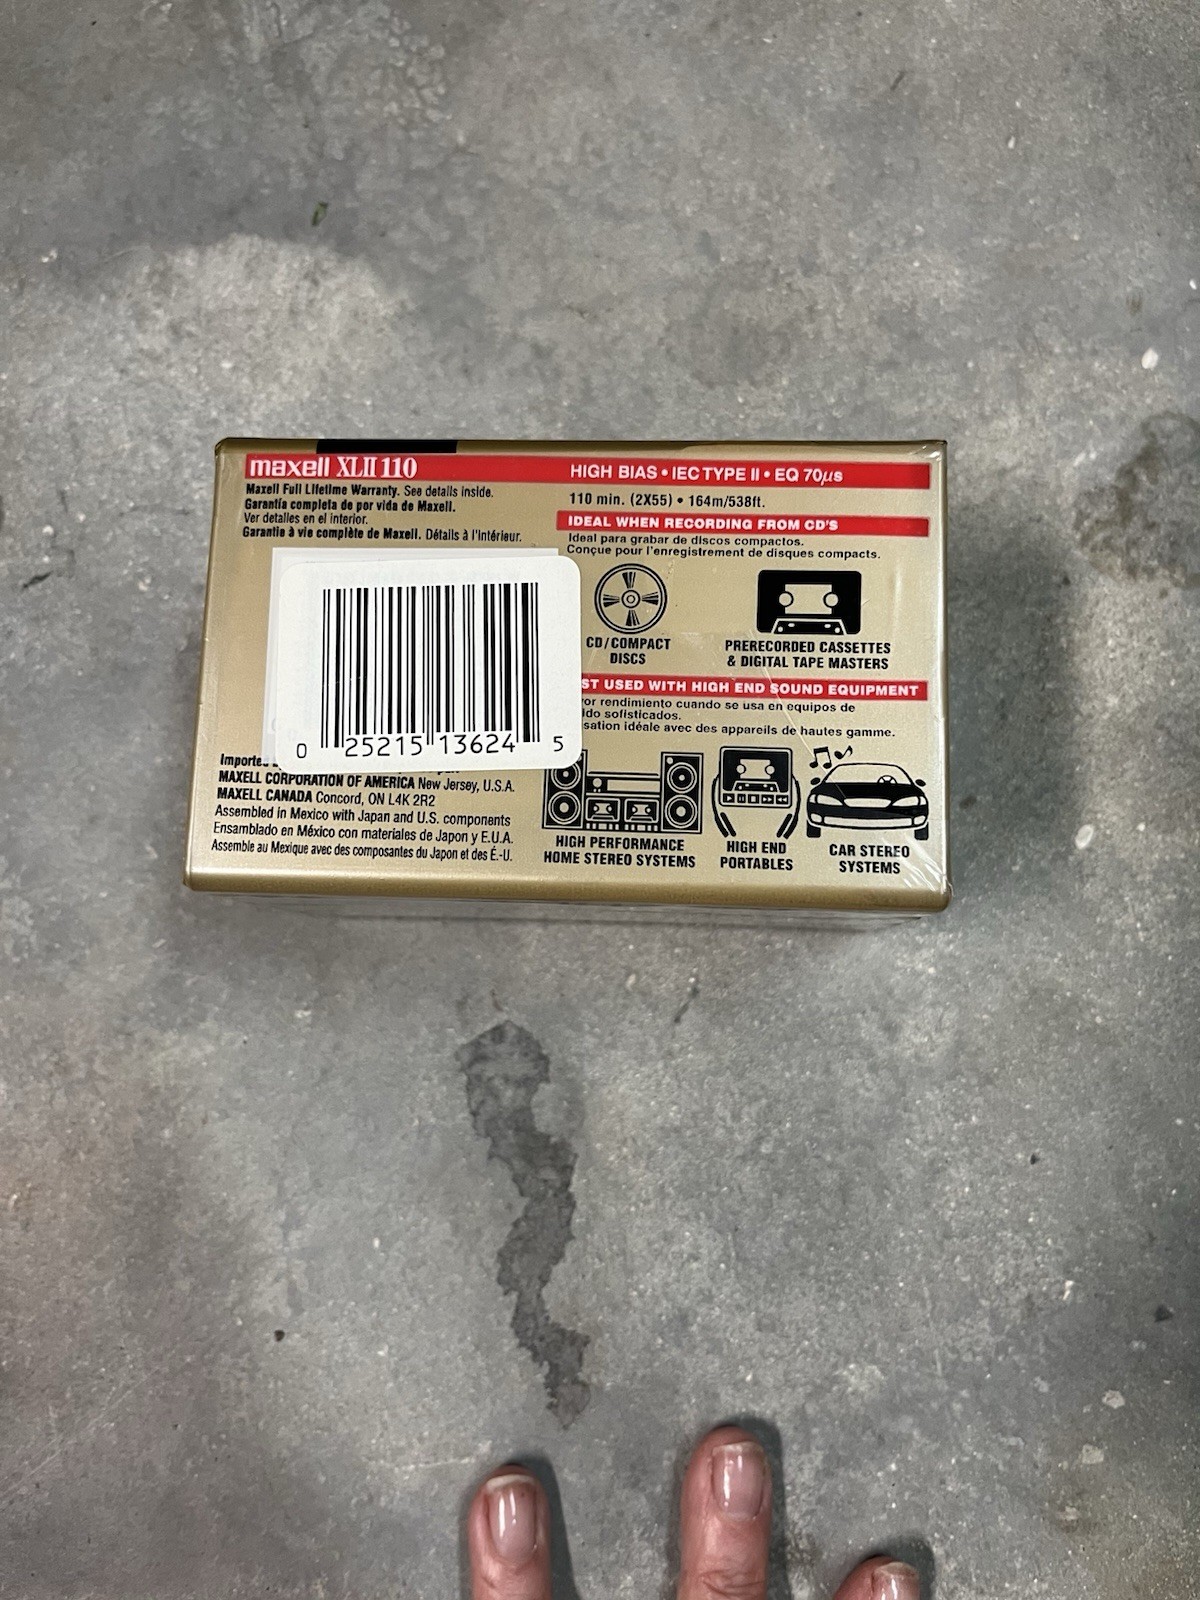 maxell XLII 110
Maxell Full Lifetime Warranty. See details inside.
Garantía completa de por vida de Maxell.
Ver detalles en el interior.
Garantie à vie complète de Maxell. Détails à l'intérieur.
0 25215 13624 5
Importe
MAXELL CORPORATION OF AMERICA New Jersey, U.S.A.
MAXELL CANADA Concord, ON L4K 2R2
Assembled in Mexico with Japan and U.S. components
Ensamblado en México con materiales de Japon y E.U.A.
Assemble au Mexique avec des composantes du Japon et des É.-U.
HIGH BIAS • IEC TYPE II • EQ 70µs
110 min. (2X55) • 164m/538ft.
IDEAL WHEN RECORDING FROM CD'S
Ideal para grabar de discos compactos.
Conçue pour l'enregistrement de disques compacts.
CD/COMPACT
DISCS
PRERECORDED CASSETTES
& DIGITAL TAPE MASTERS
ST USED WITH HIGH END SOUND EQUIPMENT
or rendimiento cuando se usa en equipos de
ido sofisticados.
sation idéale avec des appareils de hautes gamme.
HIGH PERFORMANCE
HOME STEREO SYSTEMS
HIGH END
PORTABLES
CAR STEREO
SYSTEMS